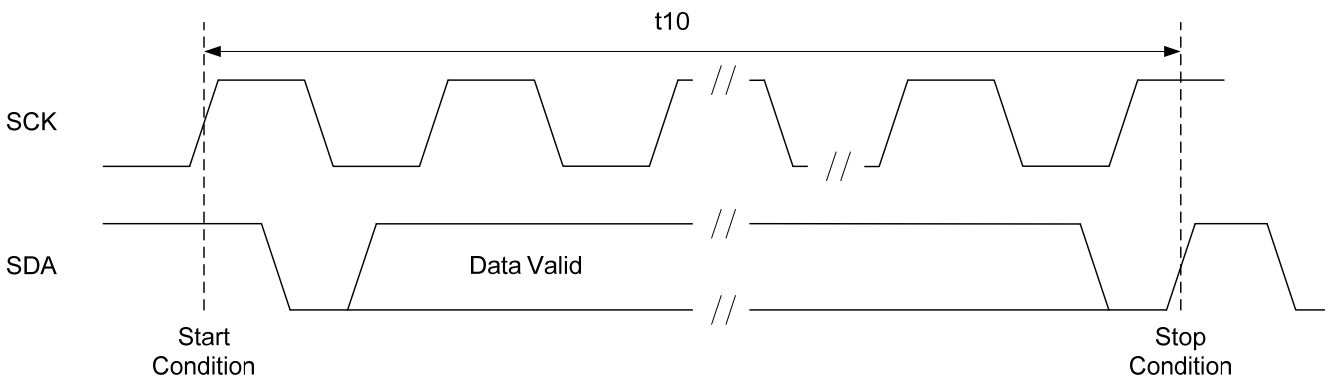 t10
SCK
SDA
Data Valid
Start
Condition
Stop
Condition